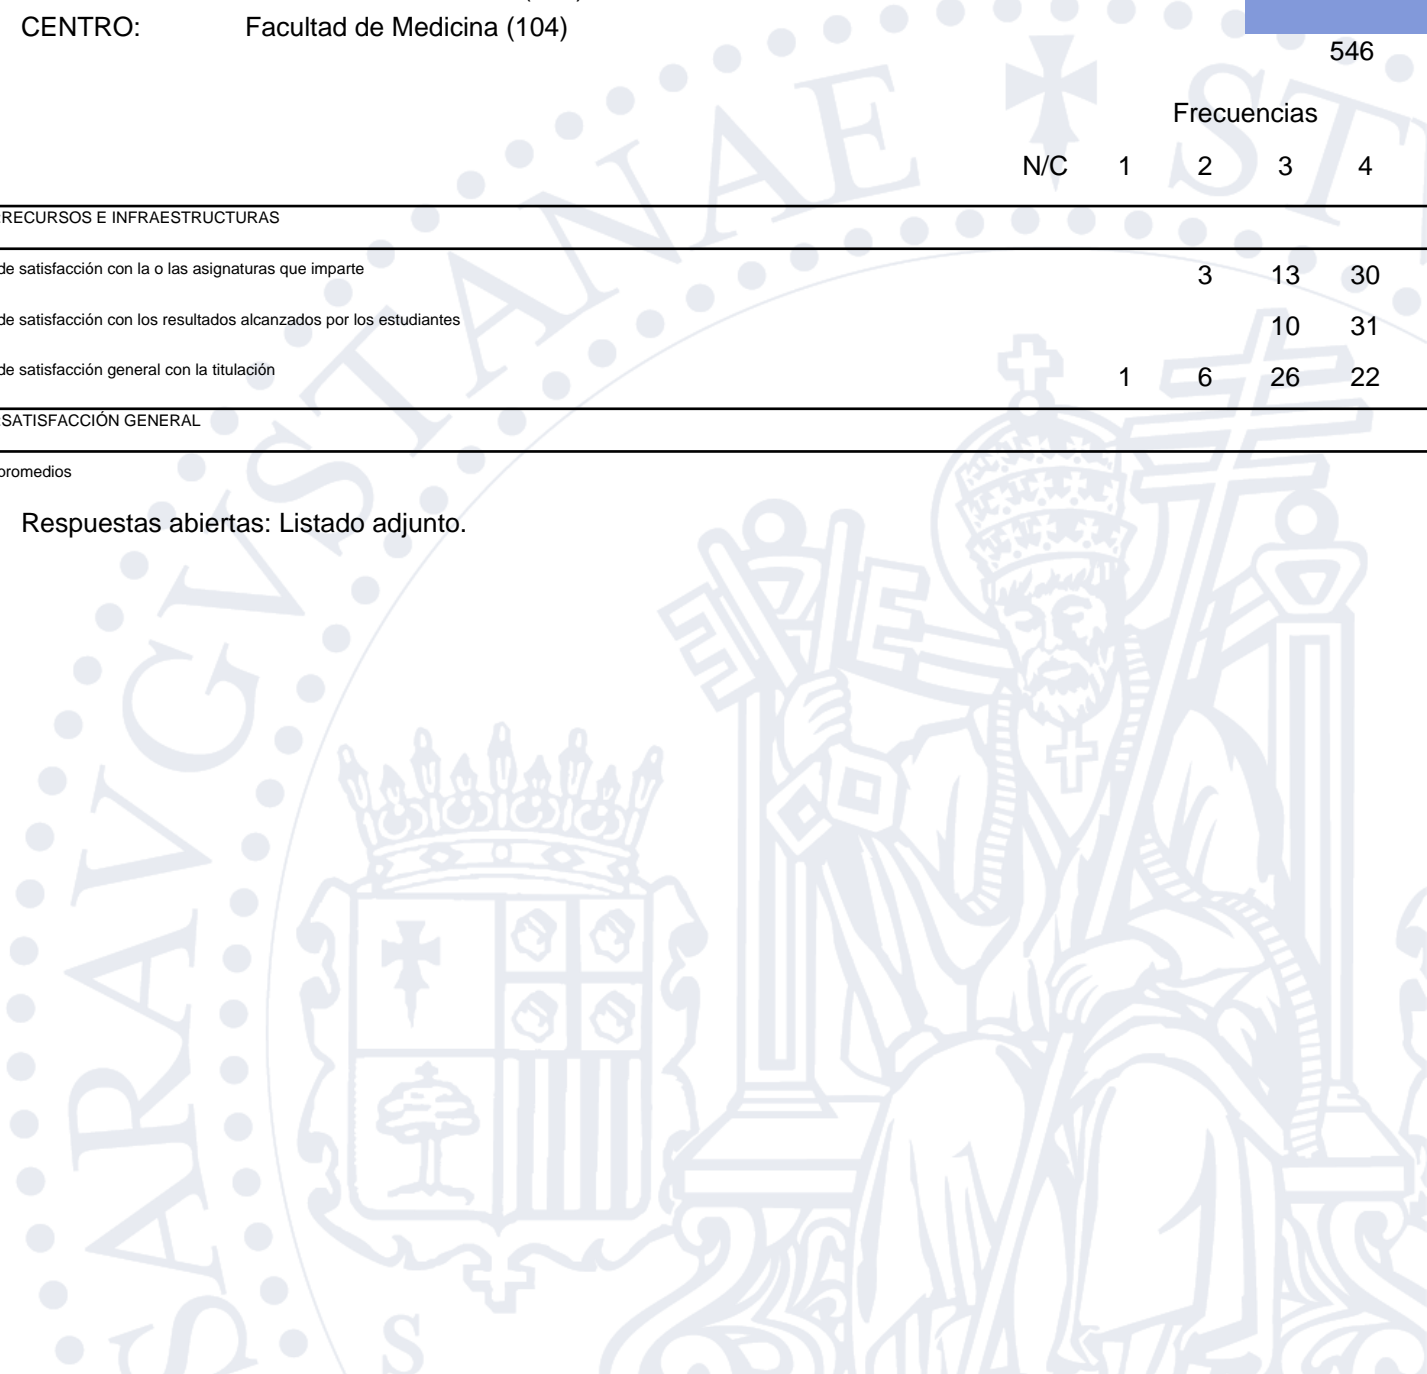 CENTRO: Facultad de Medicina (104)
546
Frecuencias
N/C 1 2 3 4
RECURSOS E INFRAESTRUCTURAS
de satisfacción con la o las asignaturas que imparte 3 13 30
de satisfacción con los resultados alcanzados por los estudiantes 10 31
de satisfacción general con la titulación 1 6 26 22
:SATISFACCIÓN GENERAL
promedios
Respuestas abiertas: Listado adjunto.
SARAVGVSTANAE ST
S